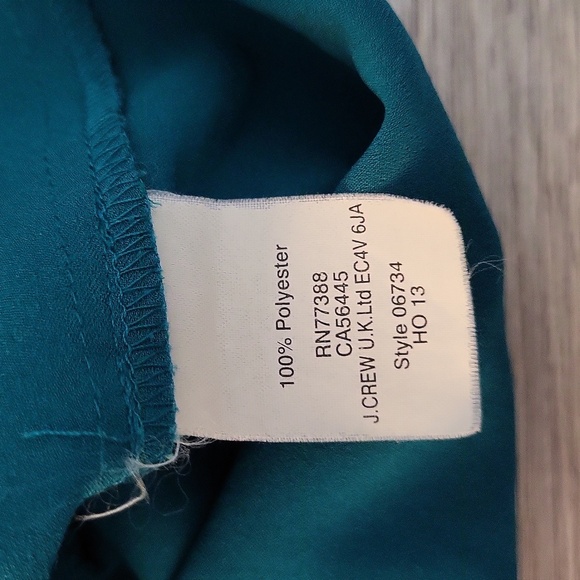 100% Polyester
RN77388
CA56445
J.CREW U.K.Ltd EC4V 6JA
Style 06734
HO 13